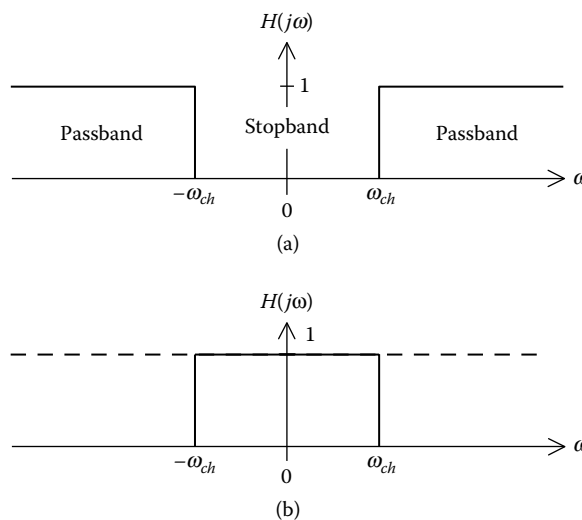 H(jω)
1
Passband
Stopband
Passband
−ω_ch
ω_ch
ω
0
(a)
H(jω)
1
−ω_ch
ω_ch
ω
0
(b)